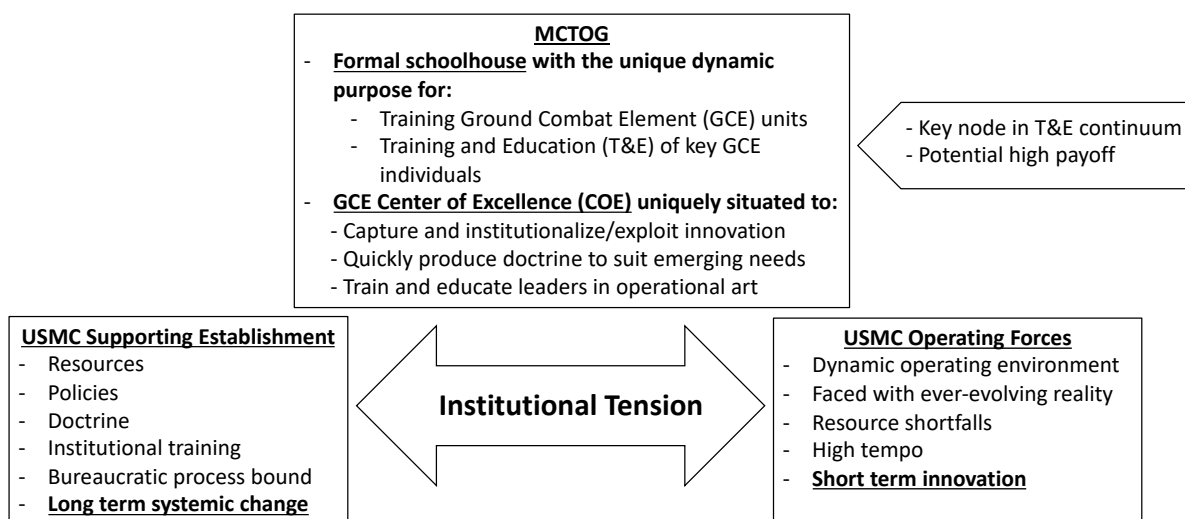 MCTOG
- Formal schoolhouse with the unique dynamic
purpose for:
- Training Ground Combat Element (GCE) units
- Training and Education (T&E) of key GCE
individuals
- GCE Center of Excellence (COE) uniquely situated to:
- Capture and institutionalize/exploit innovation
- Quickly produce doctrine to suit emerging needs
- Train and educate leaders in operational art
- Key node in T&E continuum
- Potential high payoff
USMC Supporting Establishment
- Resources
- Policies
- Doctrine
- Institutional training
- Bureaucratic process bound
- Long term systemic change
Institutional Tension
USMC Operating Forces
- Dynamic operating environment
- Faced with ever-evolving reality
- Resource shortfalls
- High tempo
- Short term innovation